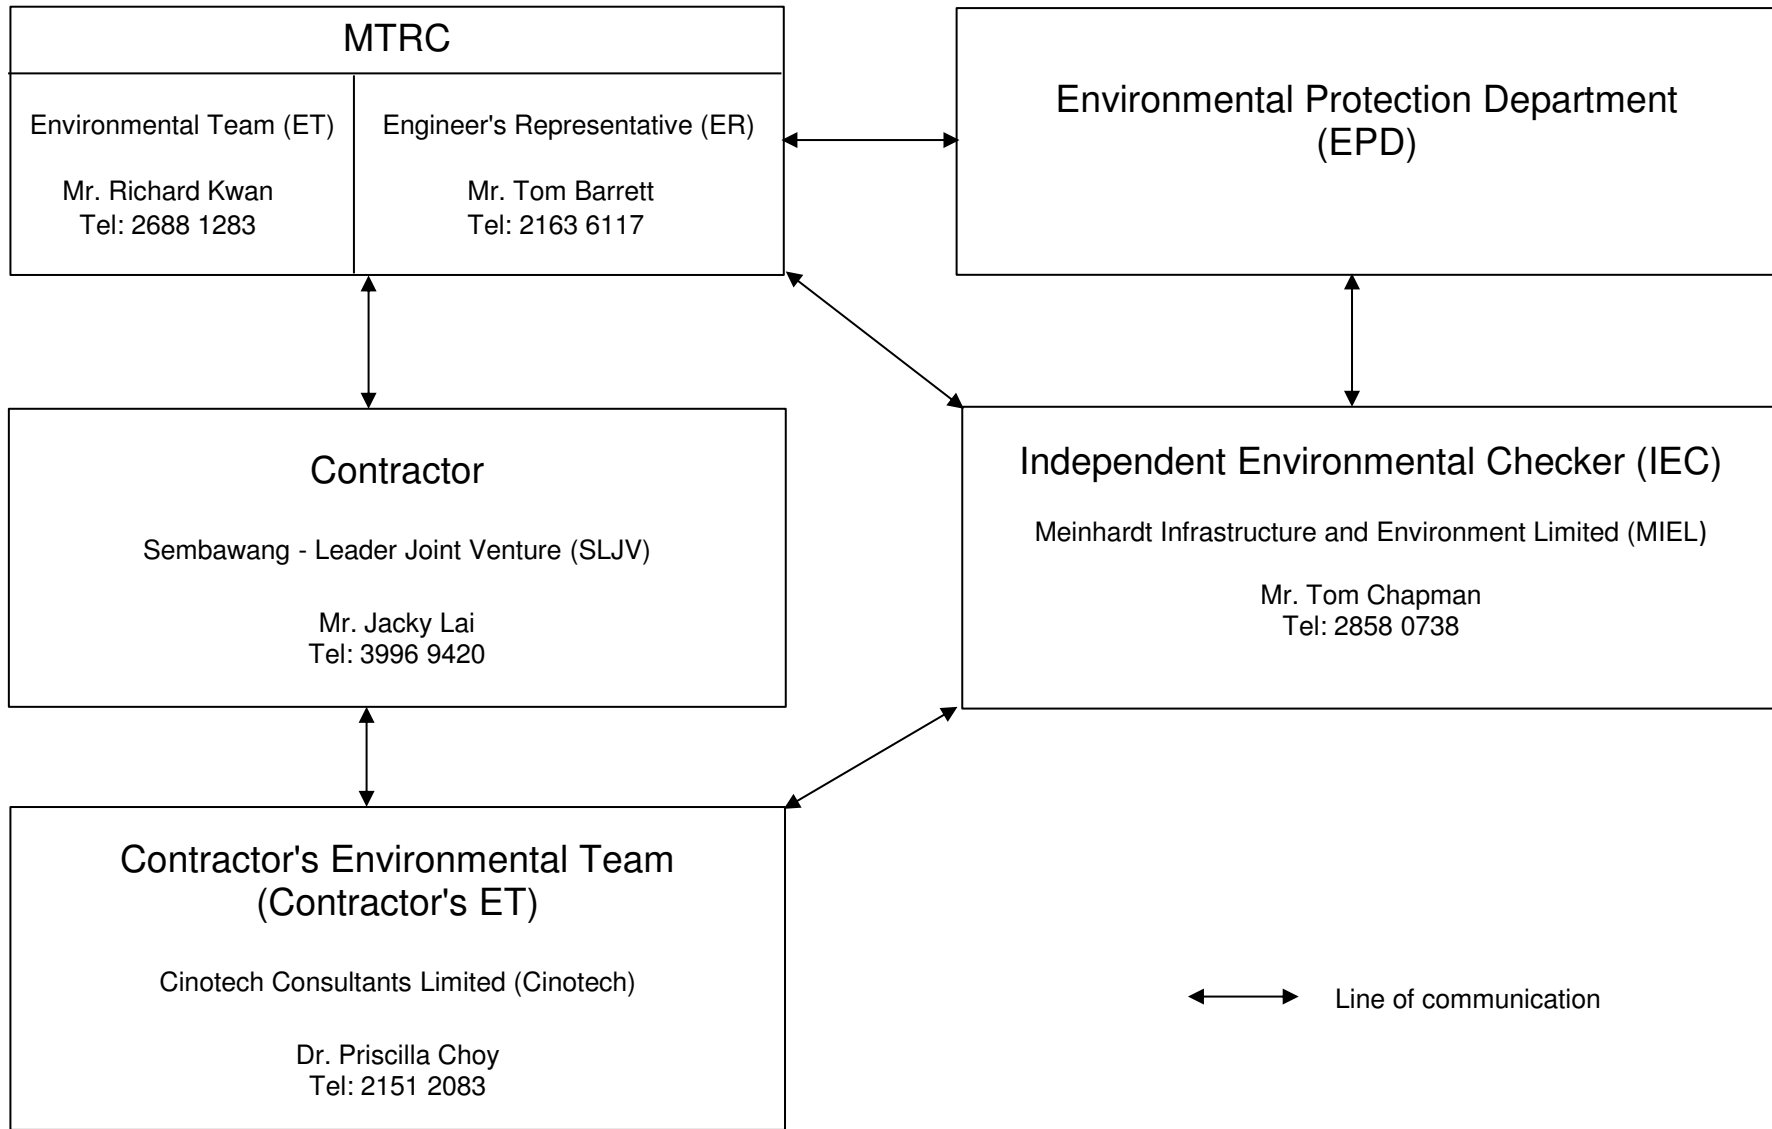 MTRC
Environmental Team (ET)
Mr. Richard Kwan
Tel: 2688 1283
Engineer's Representative (ER)
Mr. Tom Barrett
Tel: 2163 6117
Environmental Protection Department
(EPD)
Contractor
Sembawang - Leader Joint Venture (SLJV)
Mr. Jacky Lai
Tel: 3996 9420
Independent Environmental Checker (IEC)
Meinhardt Infrastructure and Environment Limited (MIEL)
Mr. Tom Chapman
Tel: 2858 0738
Contractor's Environmental Team
(Contractor's ET)
Cinotech Consultants Limited (Cinotech)
Dr. Priscilla Choy
Tel: 2151 2083
Line of communication